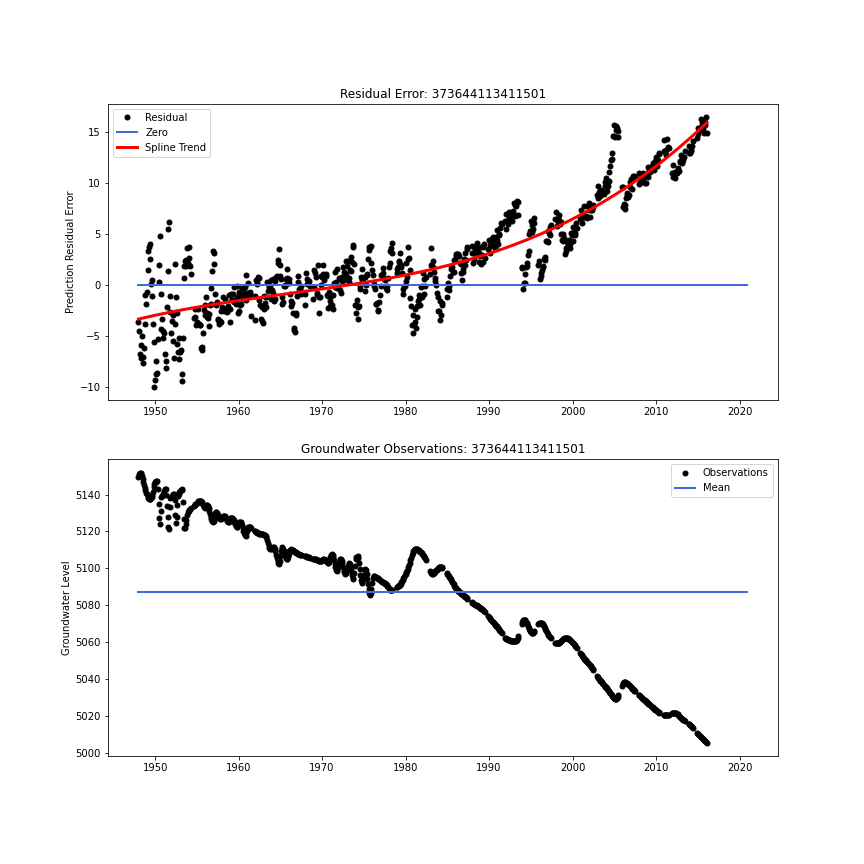 Residual Error: 373644113411501
Residual
Zero
Spline Trend
Prediction Residual Error
15
10
5
0
−5
−10
1950 1960 1970 1980 1990 2000 2010 2020
Groundwater Observations: 373644113411501
Observations
Mean
Groundwater Level
5140
5120
5100
5080
5060
5040
5020
5000
1950 1960 1970 1980 1990 2000 2010 2020